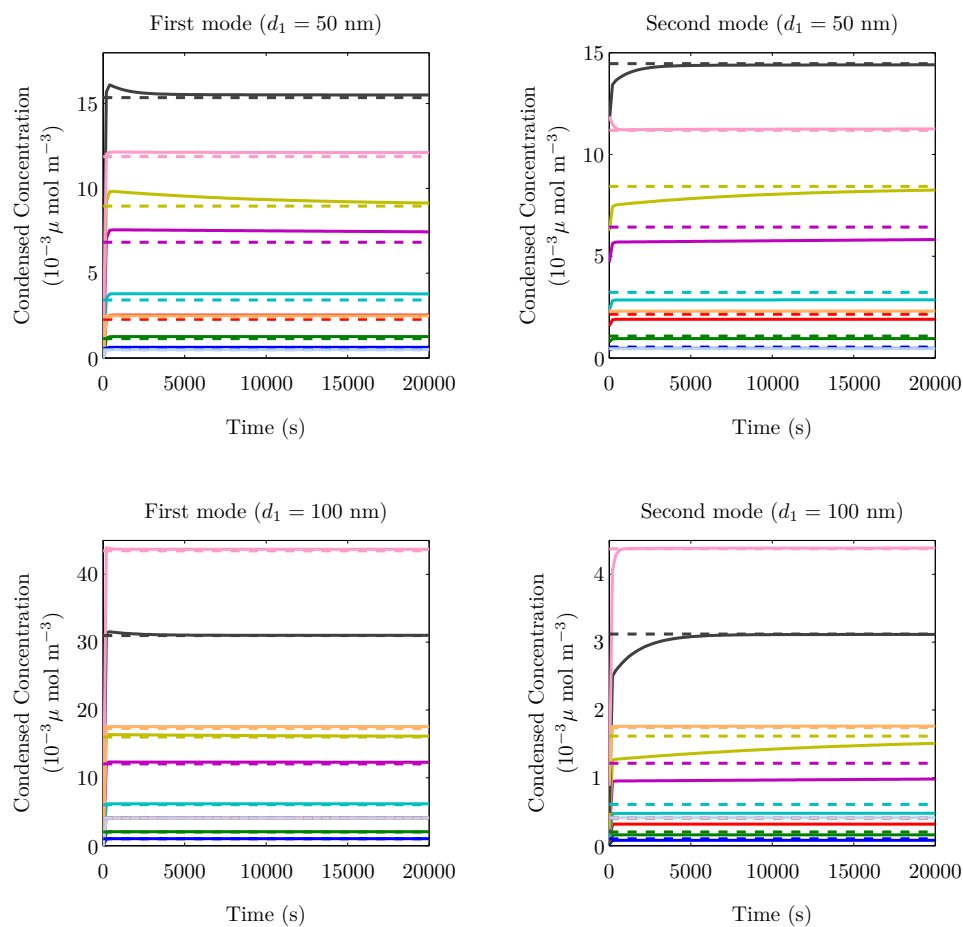 First mode (d₁ = 50 nm)
Condensed Concentration
(10⁻³μ mol m⁻³)
15
10
5
0
0 5000 10000 15000 20000
Time (s)
Second mode (d₁ = 50 nm)
Condensed Concentration
(10⁻³μ mol m⁻³)
15
10
5
0
0 5000 10000 15000 20000
Time (s)
First mode (d₁ = 100 nm)
Condensed Concentration
(10⁻³μ mol m⁻³)
40
30
20
10
0
0 5000 10000 15000 20000
Time (s)
Second mode (d₁ = 100 nm)
Condensed Concentration
(10⁻³μ mol m⁻³)
4
3
2
1
0
0 5000 10000 15000 20000
Time (s)